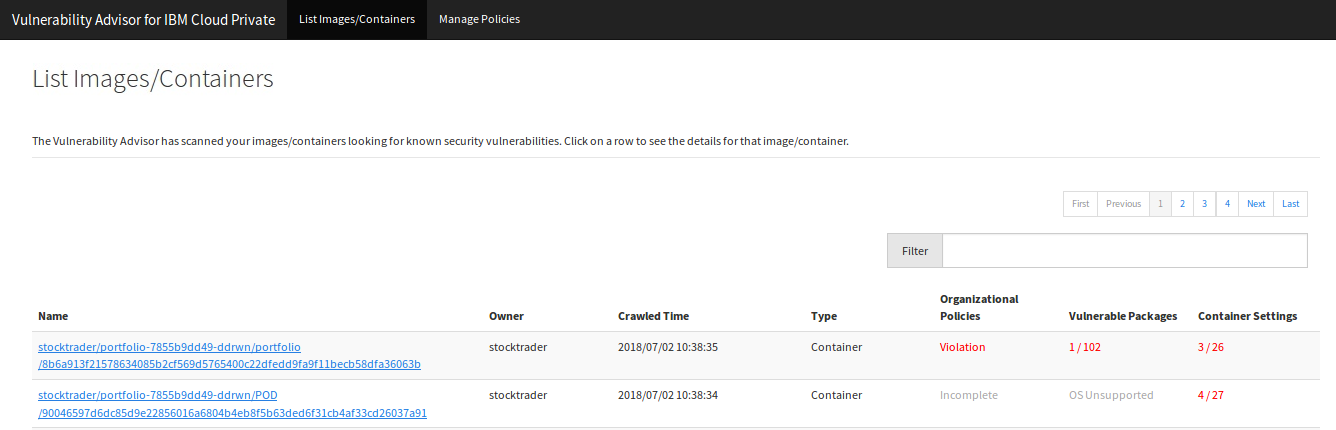 Vulnerability Advisor for IBM Cloud Private List Images/Containers Manage Policies
List Images/Containers
The Vulnerability Advisor has scanned your images/containers looking for known security vulnerabilities. Click on a row to see the details for that image/container.
First Previous 1 2 3 4 Next Last
Filter
Name Owner Crawled Time Type Organizational Policies Vulnerable Packages Container Settings
stocktrader/portfolio-7855b9dd49-ddrwn/portfolio stocktrader 2018/07/02 10:38:35 Container Violation 1 / 102 3 / 26
/8b6a913f21578634085b2cf569d5765400c22dfedd9fa9f11becb58dfa36063b
stocktrader/portfolio-7855b9dd49-ddrwn/POD stocktrader 2018/07/02 10:38:34 Container Incomplete OS Unsupported 4 / 27
/90046597d6dc85d9e22856016a6804b4eb8f5b63ded6f31cb4af33cd26037a91